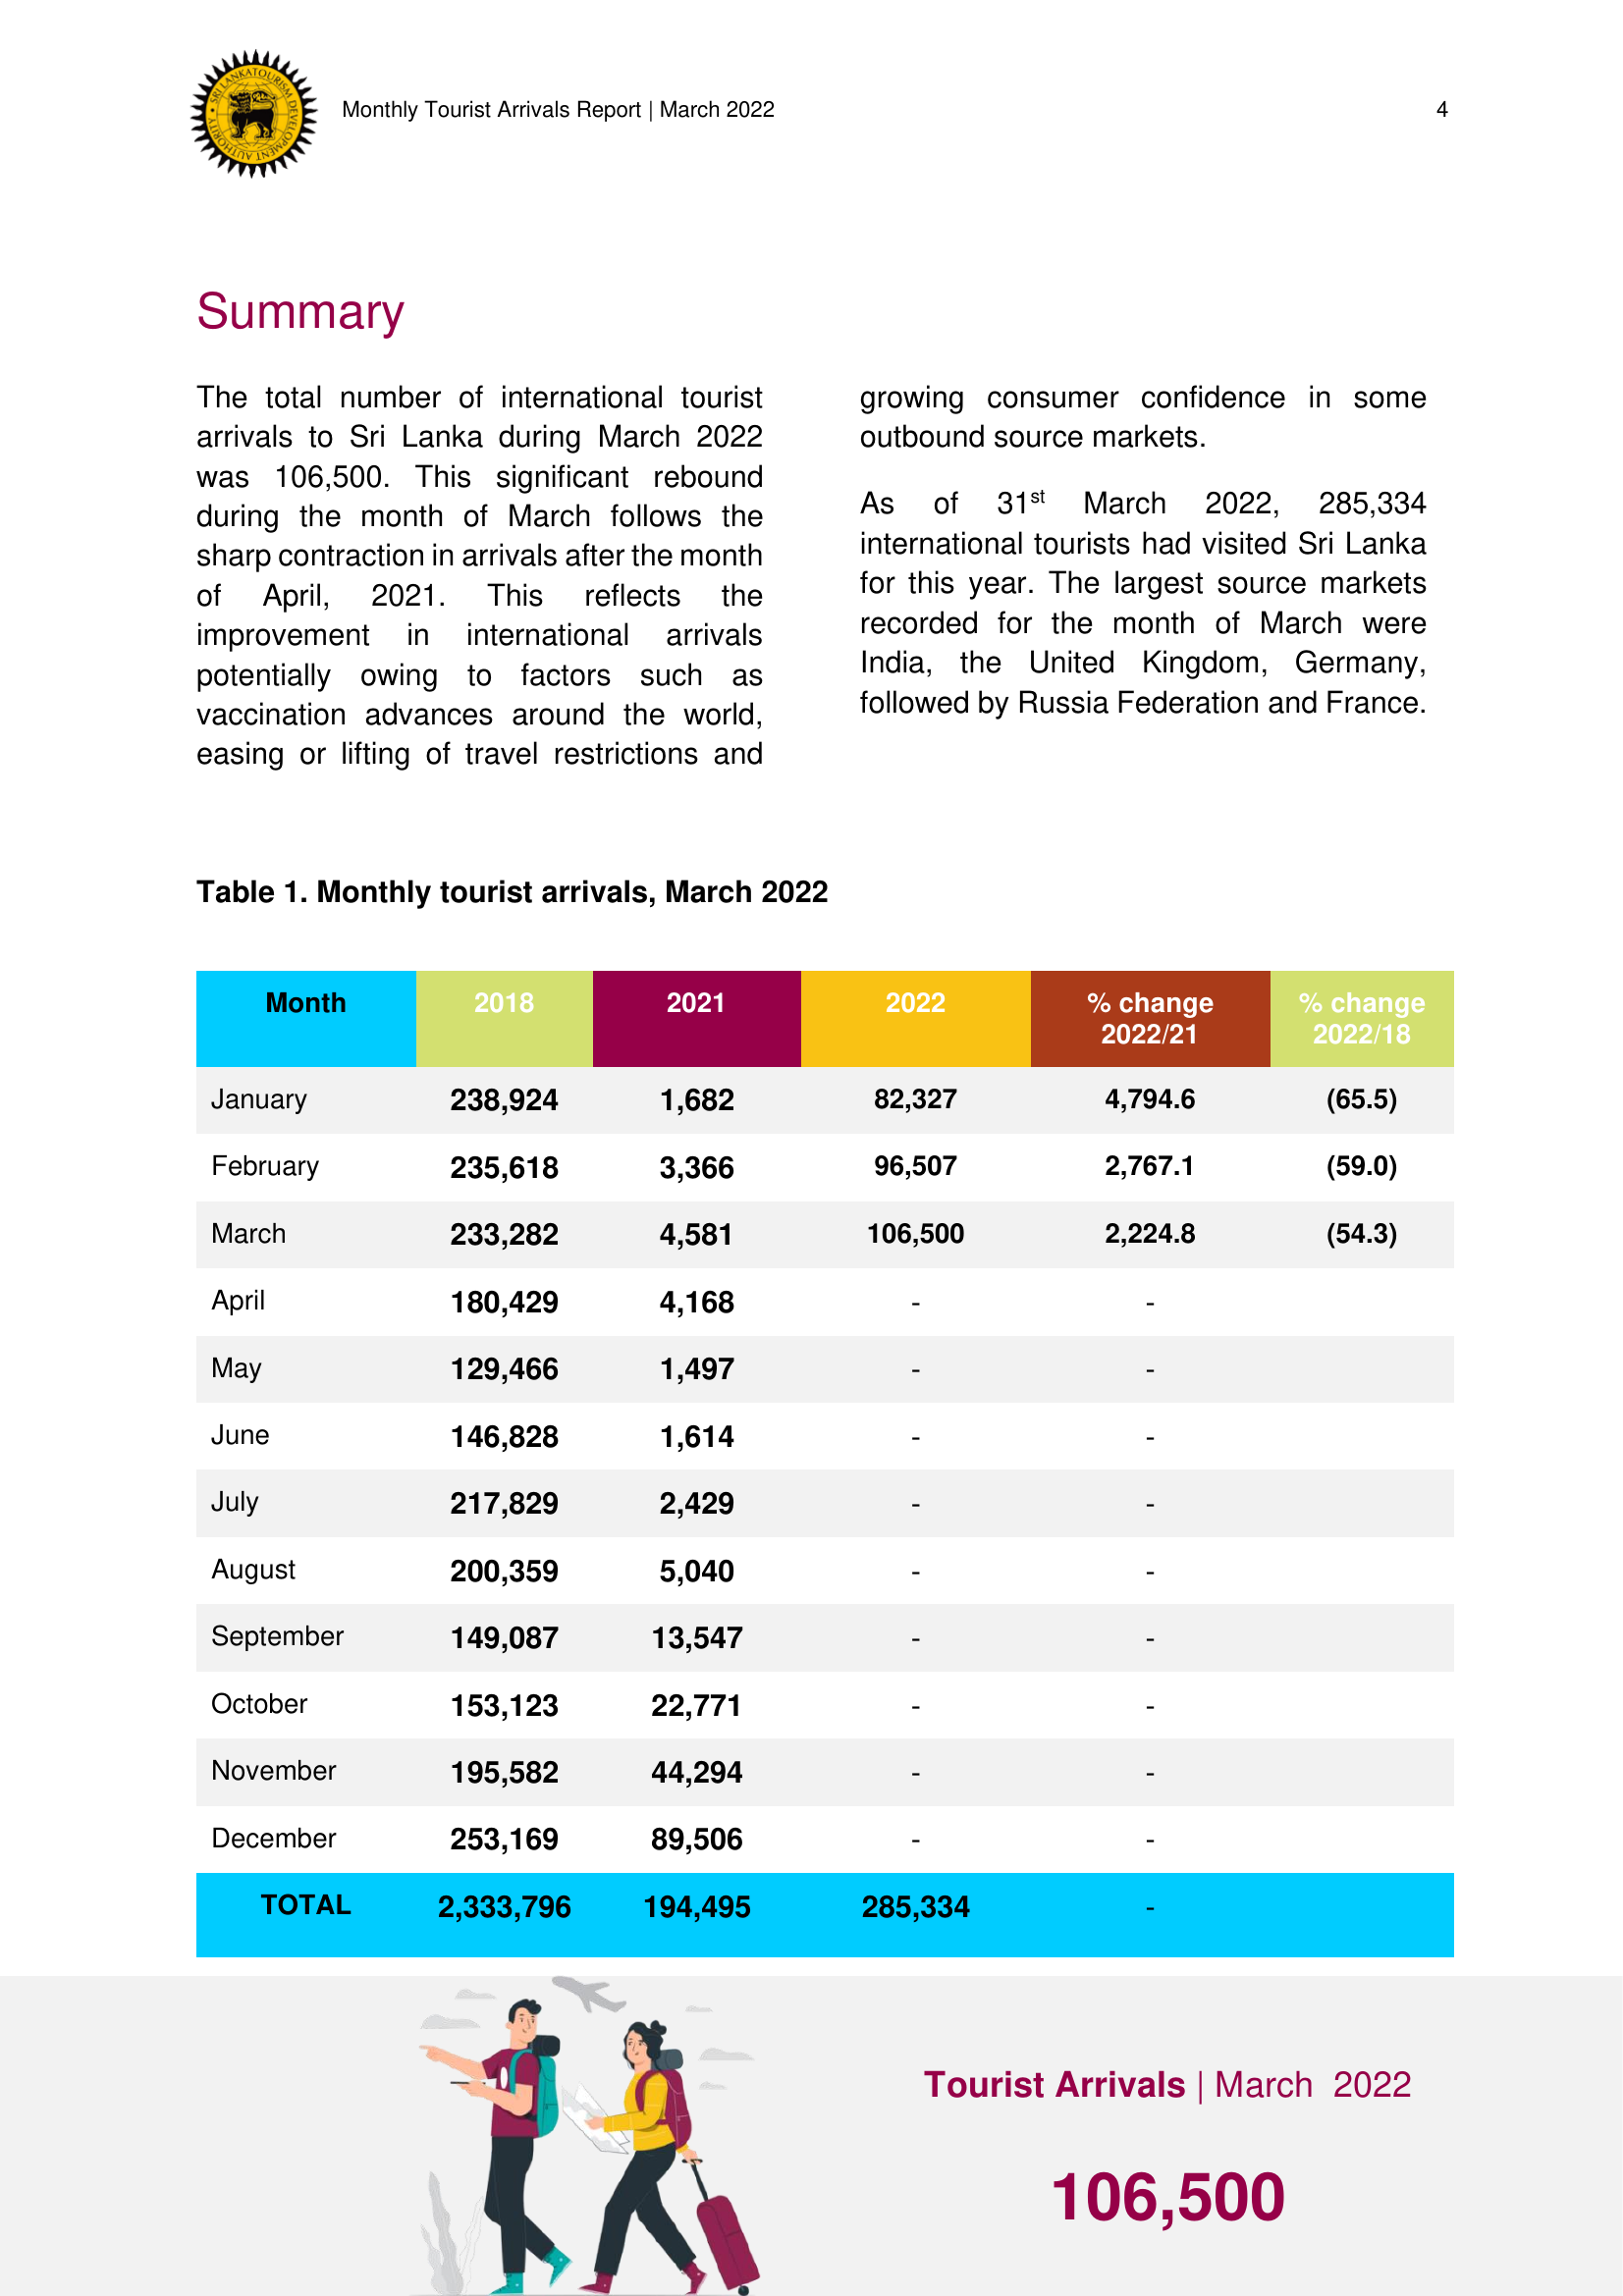 SRI LANKA TOURISM DEVELOPMENT AUTHORITY
Monthly Tourist Arrivals Report | March 2022
4
Summary
The total number of international tourist
arrivals to Sri Lanka during March 2022
was 106,500. This significant rebound
during the month of March follows the
sharp contraction in arrivals after the month
of April, 2021. This reflects the
improvement in international arrivals
potentially owing to factors such as
vaccination advances around the world,
easing or lifting of travel restrictions and
growing consumer confidence in some
outbound source markets.
As of 31st March 2022, 285,334
international tourists had visited Sri Lanka
for this year. The largest source markets
recorded for the month of March were
India, the United Kingdom, Germany,
followed by Russia Federation and France.
Table 1. Monthly tourist arrivals, March 2022
Month 2018 2021 2022 % change 2022/21 % change 2022/18
January 238,924 1,682 82,327 4,794.6 (65.5)
February 235,618 3,366 96,507 2,767.1 (59.0)
March 233,282 4,581 106,500 2,224.8 (54.3)
April 180,429 4,168 - -
May 129,466 1,497 - -
June 146,828 1,614 - -
July 217,829 2,429 - -
August 200,359 5,040 - -
September 149,087 13,547 - -
October 153,123 22,771 - -
November 195,582 44,294 - -
December 253,169 89,506 - -
TOTAL 2,333,796 194,495 285,334 -
Tourist Arrivals | March 2022
106,500